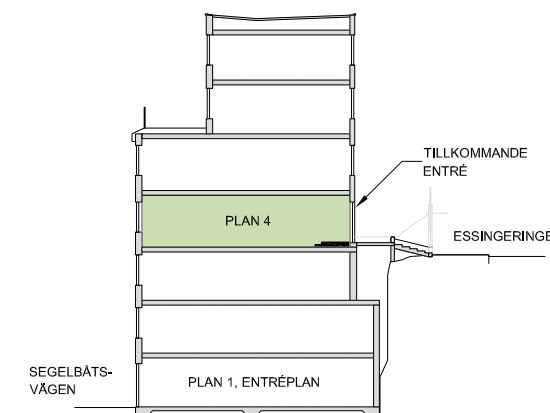 TILLKOMMANDE
ENTRÉ
PLAN 4
ESSINGERINGE
SEGELBÅTS-
VÄGEN
PLAN 1, ENTRÉPLAN